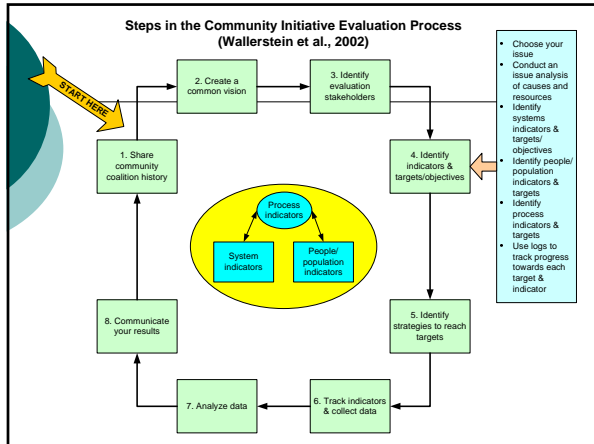 Steps in the Community Initiative Evaluation Process
(Wallerstein et al., 2002)
START HERE
1. Share
community
coalition history
2. Create a
common vision
3. Identify
evaluation
stakeholders
4. Identify
indicators &
targets/objectives
• Choose your
issue
• Conduct an
issue analysis
of causes and
resources
• Identify
systems
indicators &
targets/
objectives
• Identify people/
population
indicators &
targets
• Identify
process
indicators &
targets
• Use logs to
track progress
towards each
target &
indicator
Process
indicators
System
indicators
People/
population
indicators
5. Identify
strategies to reach
targets
6. Track indicators
& collect data
7. Analyze data
8. Communicate
your results